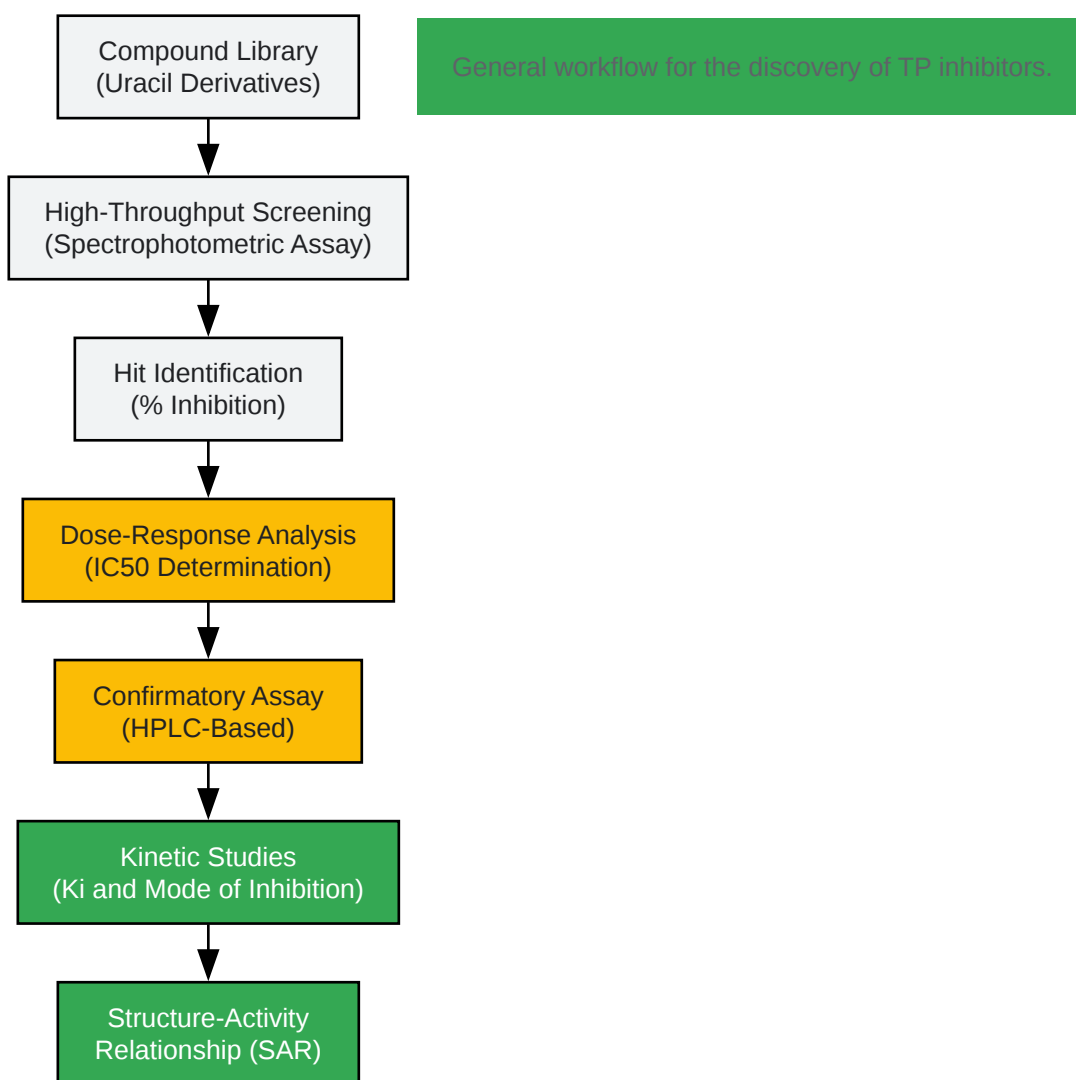 Compound Library
(Uracil Derivatives)
General workflow for the discovery of TP inhibitors.
High-Throughput Screening
(Spectrophotometric Assay)
Hit Identification
(% Inhibition)
Dose-Response Analysis
(IC50 Determination)
Confirmatory Assay
(HPLC-Based)
Kinetic Studies
(Ki and Mode of Inhibition)
Structure-Activity
Relationship (SAR)